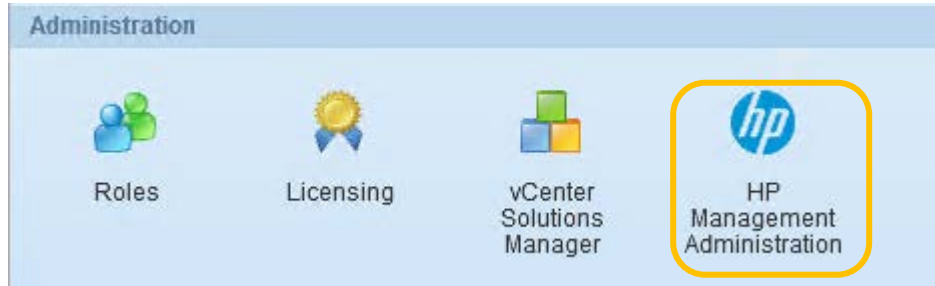 Administration
Roles
Licensing
vCenter
Solutions
Manager
hp
HP
Management
Administration